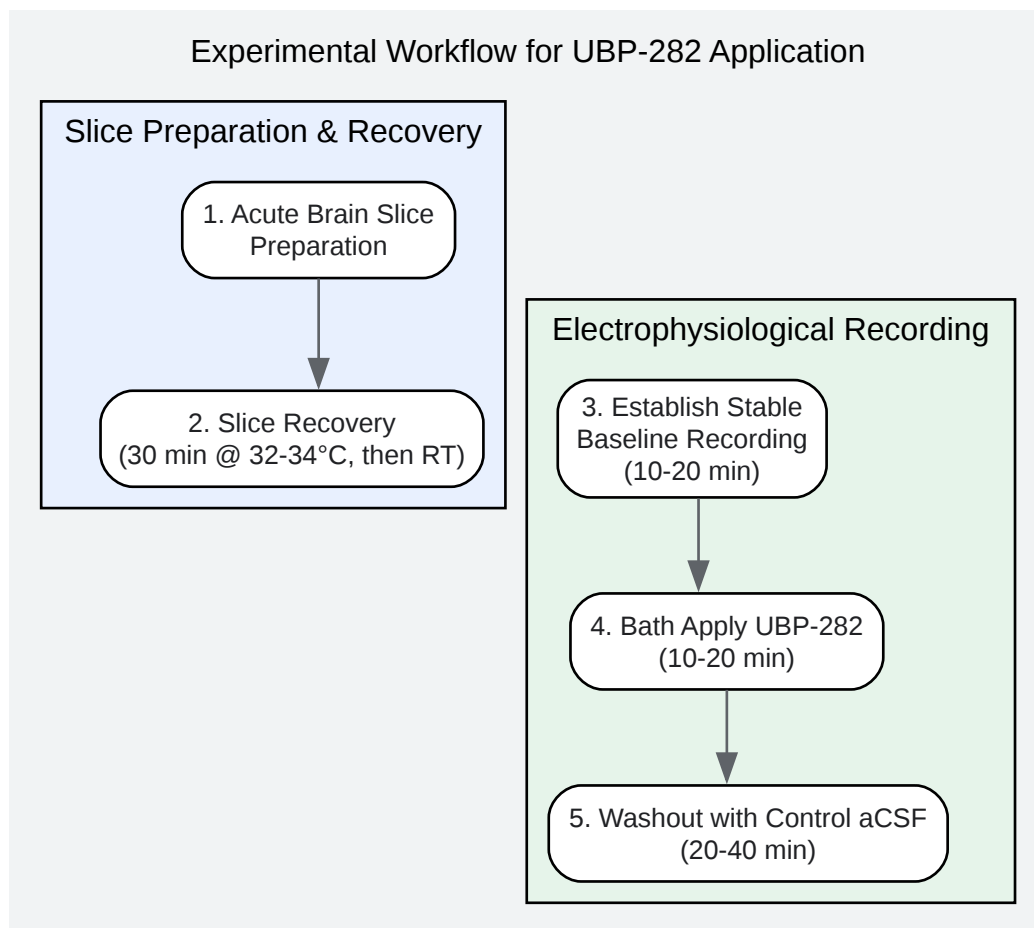 Experimental Workflow for UBP-282 Application
Slice Preparation & Recovery
1. Acute Brain Slice
Preparation
2. Slice Recovery
(30 min @ 32-34°C, then RT)
Electrophysiological Recording
3. Establish Stable
Baseline Recording
(10-20 min)
4. Bath Apply UBP-282
(10-20 min)
5. Washout with Control aCSF
(20-40 min)